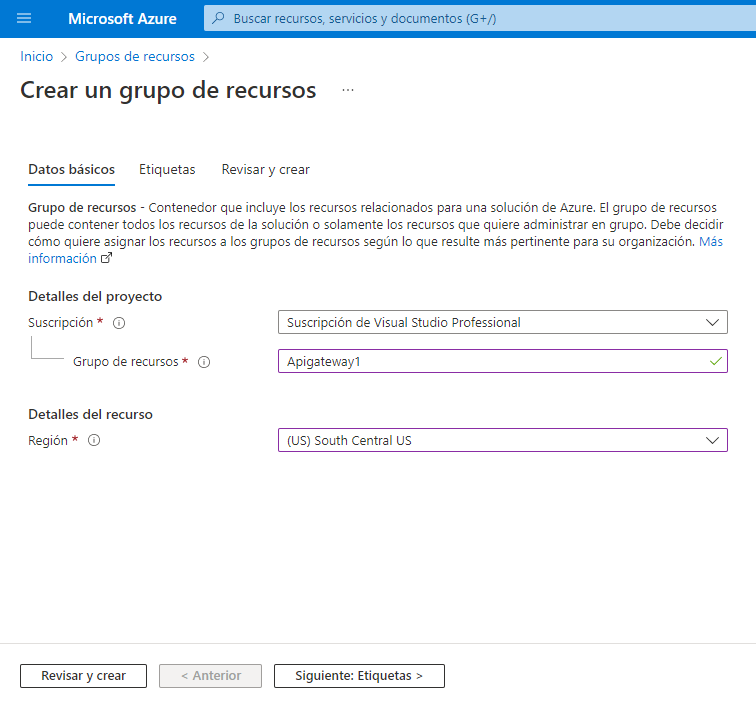 Microsoft Azure
Buscar recursos, servicios y documentos (G+/)
Inicio > Grupos de recursos >
Crear un grupo de recursos ...
Datos básicos Etiquetas Revisar y crear
Grupo de recursos - Contenedor que incluye los recursos relacionados para una solución de Azure. El grupo de recursos
puede contener todos los recursos de la solución o solamente los recursos que quiere administrar en grupo. Debe decidir
cómo quiere asignar los recursos a los grupos de recursos según lo que resulte más pertinente para su organización. Más
información
Detalles del proyecto
Suscripción * Suscripción de Visual Studio Professional
Grupo de recursos * Apigateway1
Detalles del recurso
Región * (US) South Central US
Revisar y crear < Anterior Siguiente: Etiquetas >